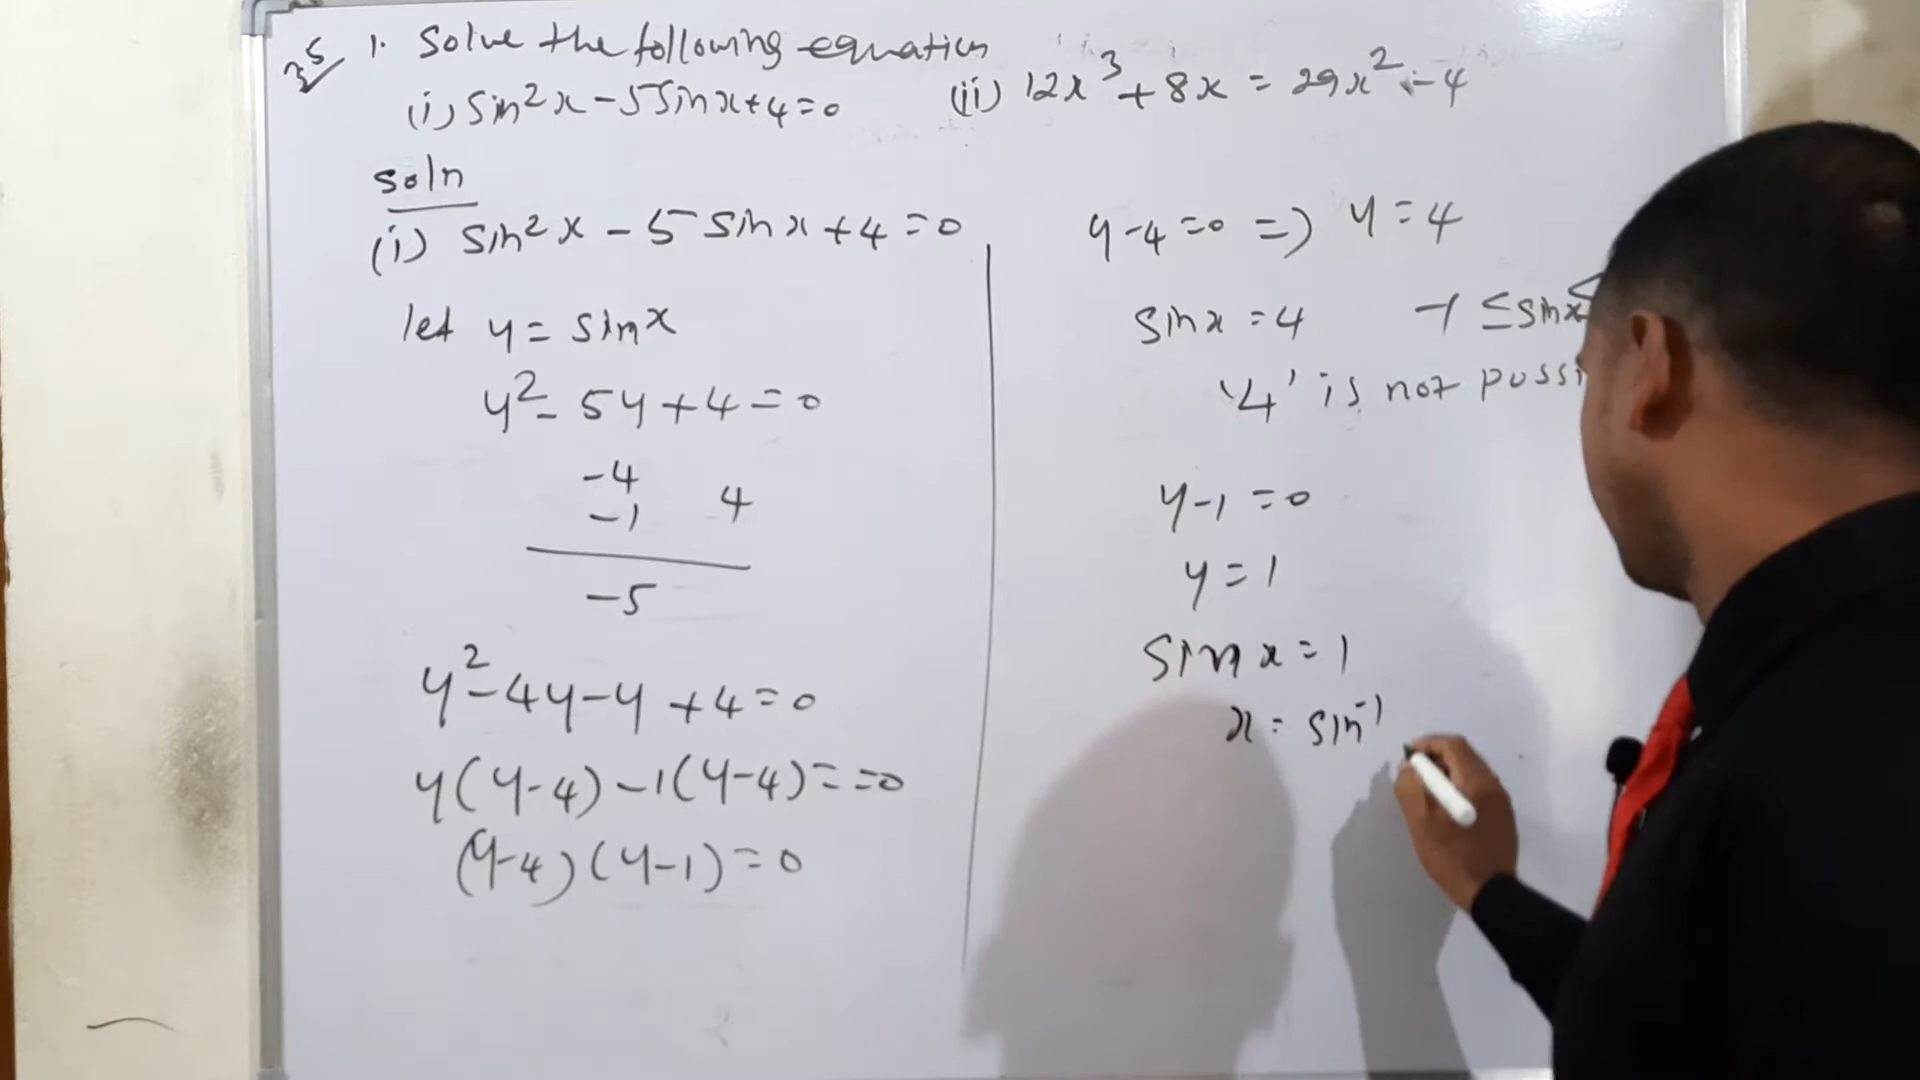 3.5 1. Solve the following equation
(i) Sin²x - 5Sinx + 4 = 0 (ii) 12x³ + 8x = 29x² - 4
Soln
(i) Sin²x - 5 Sinx + 4 = 0
let y = sinx
y² - 5y + 4 = 0
-4
-1 4
-5
y² - 4y - y + 4 = 0
y(y-4) - 1(y-4) = = 0
(y-4)(y-1) = 0
y - 4 = 0 => y = 4
Sinx = 4 -1 ≤ sinx ≤
'4' is not
y - 1 = 0
y = 1
Sin x = 1
x = sin⁻¹